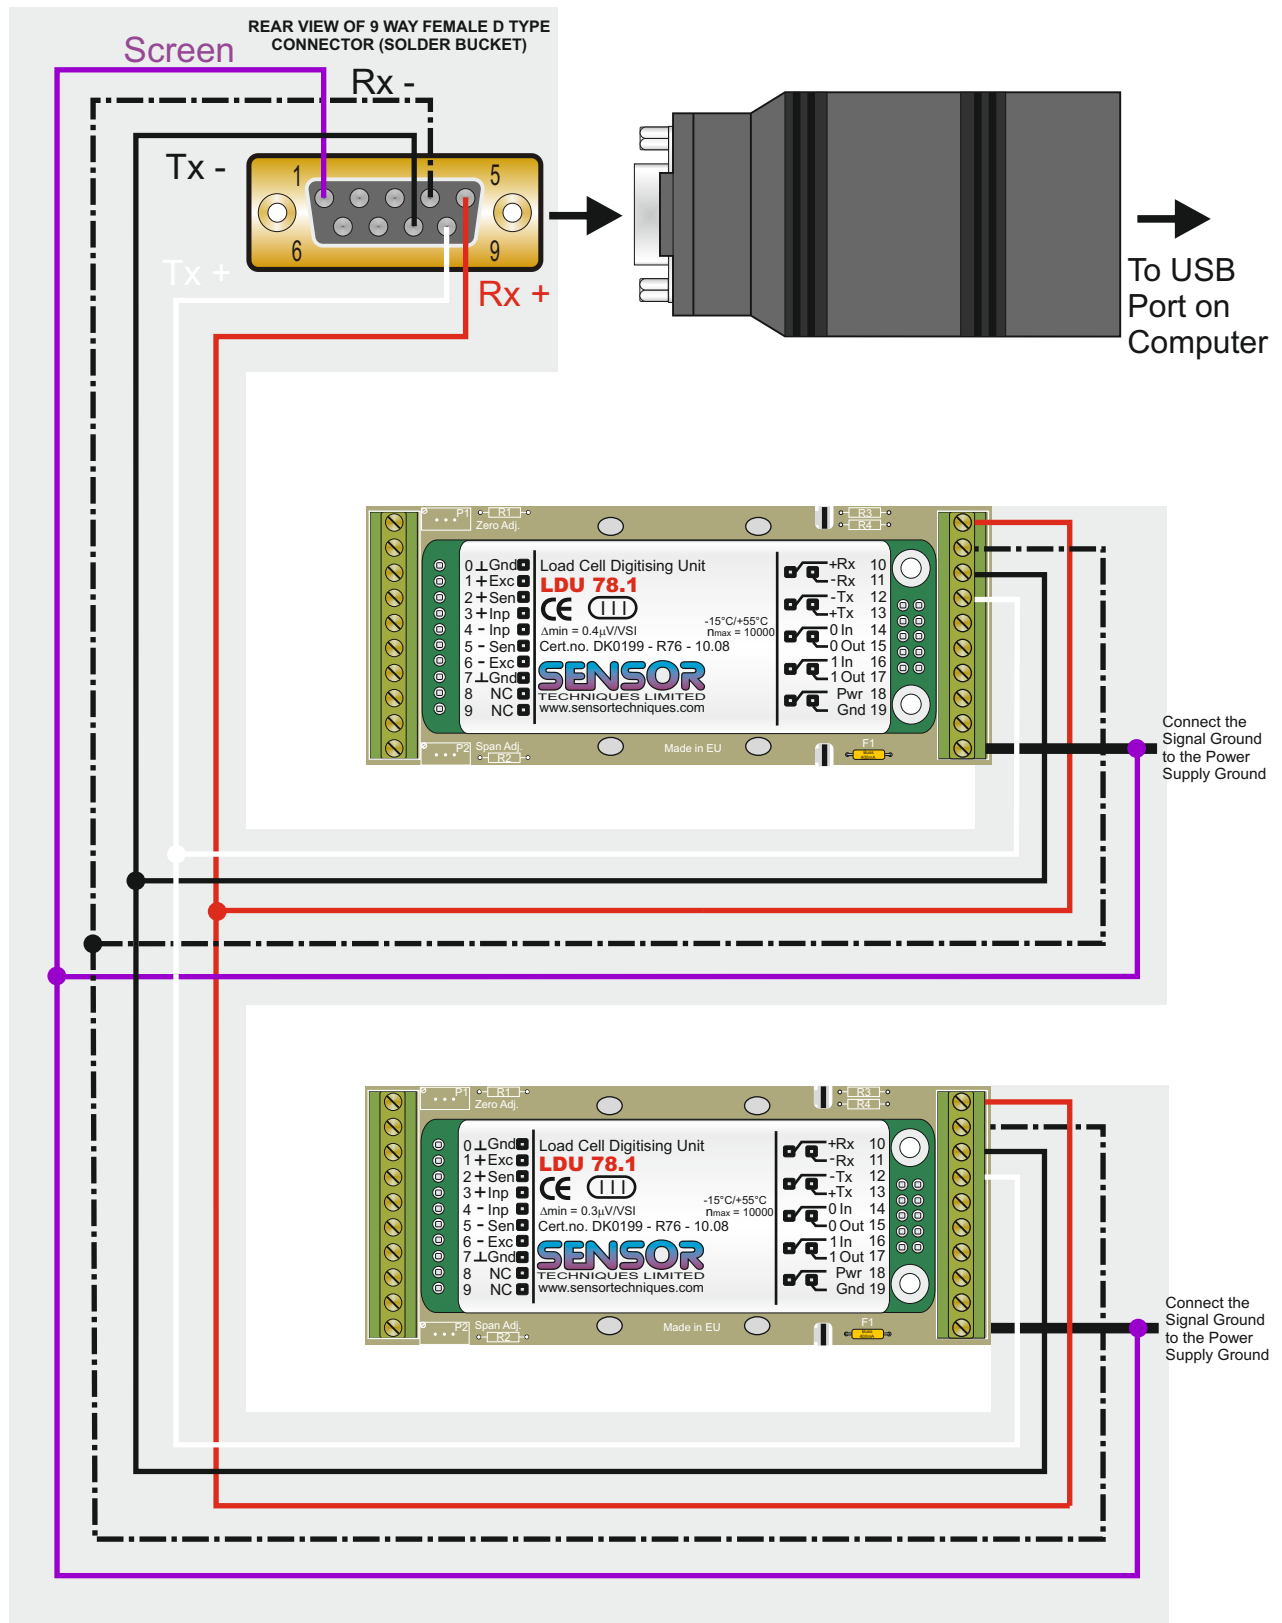 REAR VIEW OF 9 WAY FEMALE D TYPE
CONNECTOR (SOLDER BUCKET)
Screen
Rx -
Tx -
1
5
6
9
Tx +
Rx +
To USB
Port on
Computer
P1
R1
Zero Adj.
R3
R4
0 ⊥ Gnd
1 + Exc
2 + Sen
3 + Inp
4 - Inp
5 - Sen
6 - Exc
7 ⊥ Gnd
8 NC
9 NC
Load Cell Digitising Unit
LDU 78.1
CE III
-15°C/+55°C
Δmin = 0.4µV/VSI nmax = 10000
Cert.no. DK0199 - R76 - 10.08
SENSOR
TECHNIQUES LIMITED
www.sensortechniques.com
+Rx 10
-Rx 11
-Tx 12
+Tx 13
0 In 14
0 Out 15
1 In 16
1 Out 17
Pwr 18
Gnd 19
P2
Span Adj.
R2
Made in EU
F1
Connect the
Signal Ground
to the Power
Supply Ground
P1
R1
Zero Adj.
R3
R4
0 ⊥ Gnd
1 + Exc
2 + Sen
3 + Inp
4 - Inp
5 - Sen
6 - Exc
7 ⊥ Gnd
8 NC
9 NC
Load Cell Digitising Unit
LDU 78.1
CE III
-15°C/+55°C
Δmin = 0.3µV/VSI nmax = 10000
Cert.no. DK0199 - R76 - 10.08
SENSOR
TECHNIQUES LIMITED
www.sensortechniques.com
+Rx 10
-Rx 11
-Tx 12
+Tx 13
0 In 14
0 Out 15
1 In 16
1 Out 17
Pwr 18
Gnd 19
P2
Span Adj.
R2
Made in EU
F1
Connect the
Signal Ground
to the Power
Supply Ground